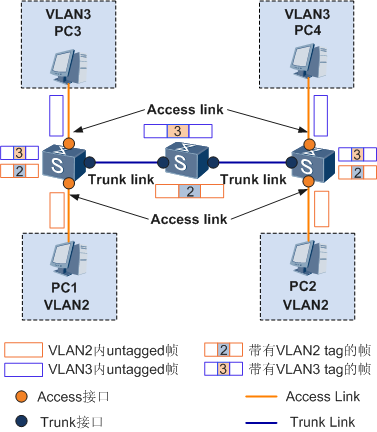 VLAN3
PC3
VLAN3
PC4
Access link
3
3
2
S
S
S
3
2
Trunk link
Trunk link
2
Access link
PC1
VLAN2
PC2
VLAN2
VLAN2内untagged帧
2
带有VLAN2 tag的帧
VLAN3内untagged帧
3
带有VLAN3 tag的帧
Access接口
Access Link
Trunk接口
Trunk Link